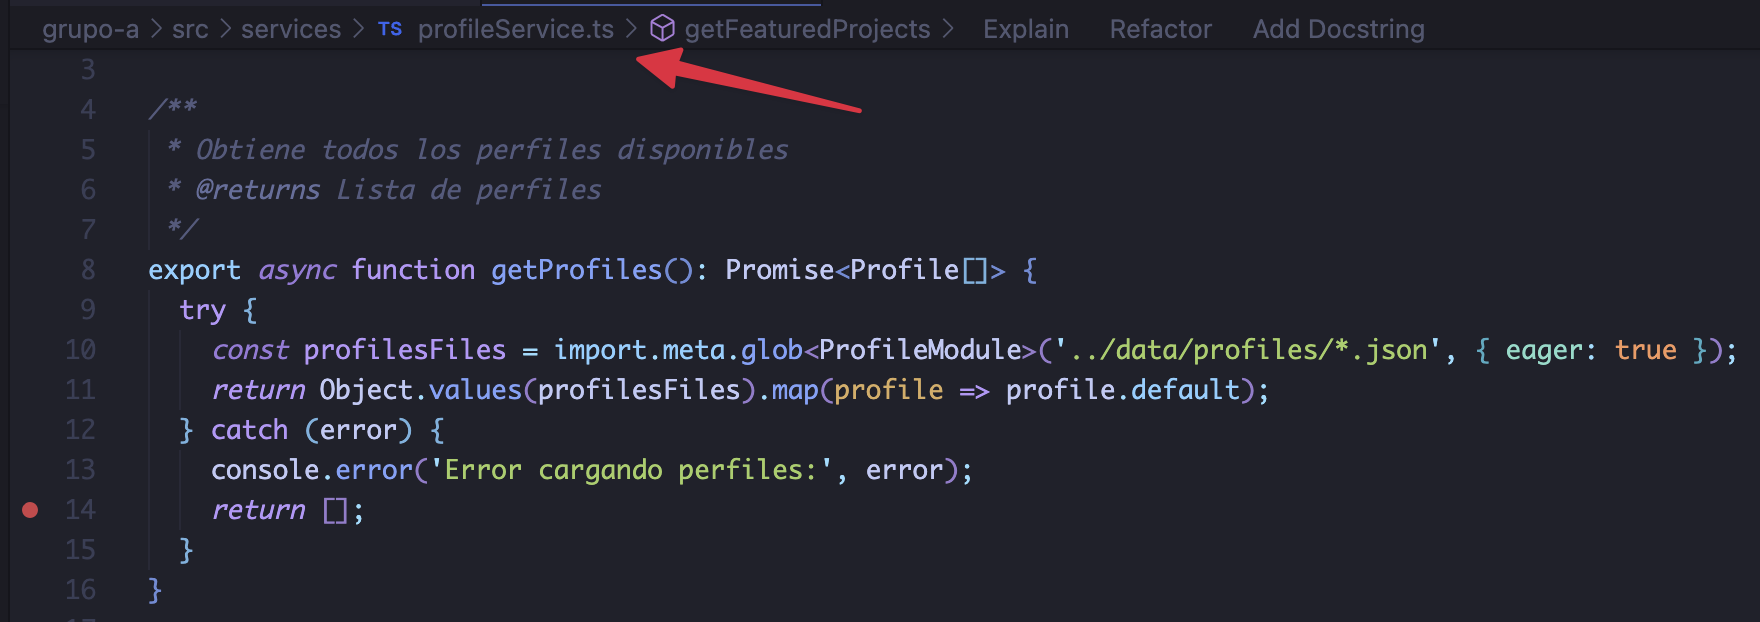 grupo-a > src > services > TS profileService.ts > getFeaturedProjects > Explain Refactor Add Docstring
3
4 /**
5 * Obtiene todos los perfiles disponibles
6 * @returns Lista de perfiles
7 */
8 export async function getProfiles(): Promise<Profile[]> {
9 try {
10 const profilesFiles = import.meta.glob<ProfileModule>('../data/profiles/*.json', { eager: true });
11 return Object.values(profilesFiles).map(profile => profile.default);
12 } catch (error) {
13 console.error('Error cargando perfiles:', error);
14 return [];
15 }
16 }